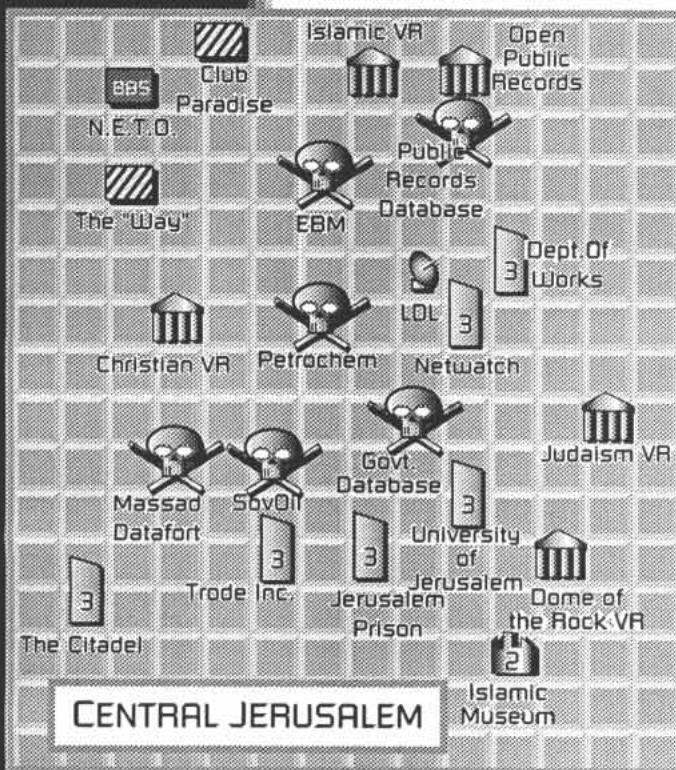 Islamic VR
Open
Public
Records
Club
Paradise
BBS
N.E.T.O.
Public
Records
Database
The "Way"
EBM
3
Dept.Of
Works
LDL
3
Christian VR
Petrochem
Netwatch
Judaism VR
Govt.
Database
Massad
Datafort
SovOil
3
University
of
Jerusalem
3
Trode Inc.
3
Jerusalem
Prison
Dome of
the Rock VR
3
The Citadel
2
Islamic
Museum
CENTRAL JERUSALEM